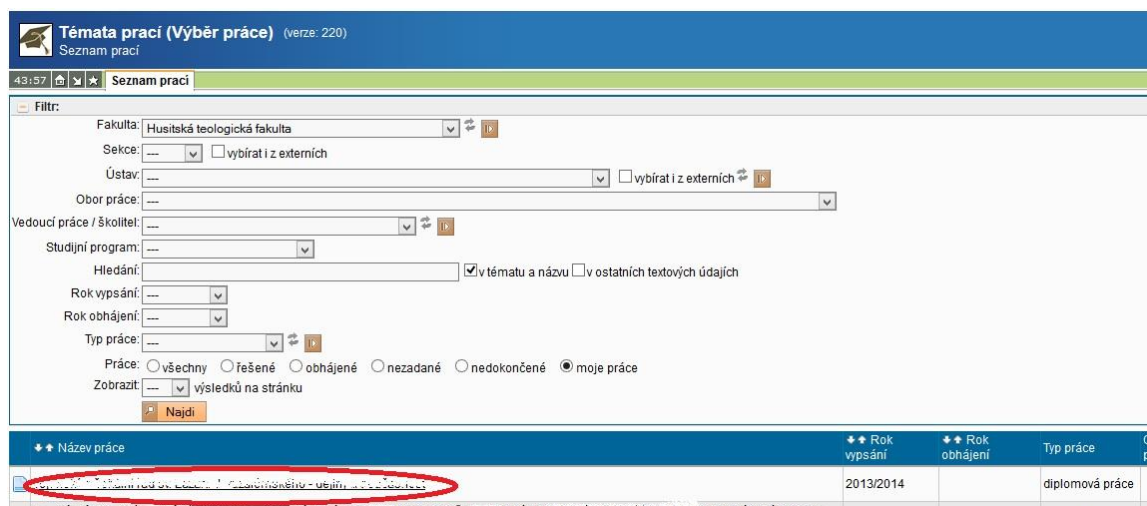 Témata prací (Výběr práce) (verze: 220)
Seznam prací
43:57 Seznam prací
Filtr:
Fakulta: Husitská teologická fakulta
Sekce: --- vybírat i z externích
Ústav: --- vybírat i z externích
Obor práce: ---
Vedoucí práce / školitel: ---
Studijní program: ---
Hledání: v tématu a názvu v ostatních textových údajích
Rok vypsání: ---
Rok obhájení: ---
Typ práce: ---
Práce: všechny řešené obhájené nezadané nedokončené moje práce
Zobrazit: --- výsledků na stránku
Najdi
Název práce Rok vypsání Rok obhájení Typ práce
2013/2014 diplomová práce